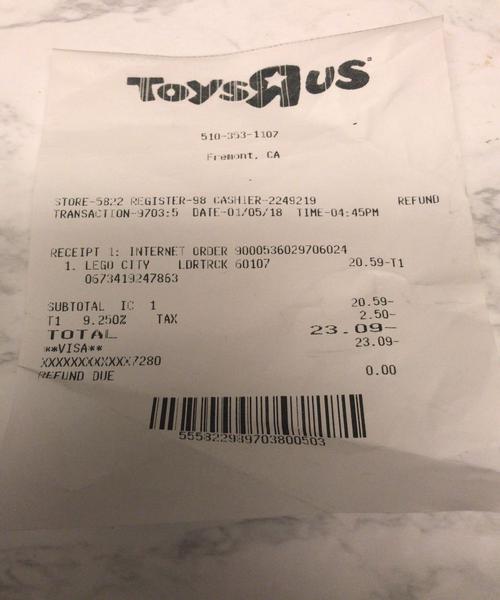 ToysRUs
510-353-1107
Fremont, CA
STORE-5822 REGISTER-98 CASHIER-2249219 REFUND
TRANSACTION-9703:5 DATE-01/05/18 TIME-04:45PM
RECEIPT 1: INTERNET ORDER 9000536029706024
1. LEGO CITY LDRTRCK 60107 20.59-T1
0673419247863
SUBTOTAL IC 1 20.59-
T1 9.250% TAX 2.50-
TOTAL 23.09-
**VISA** 23.09-
XXXXXXXXXXXX7280
REFUND DUE 0.00
555822989703800503